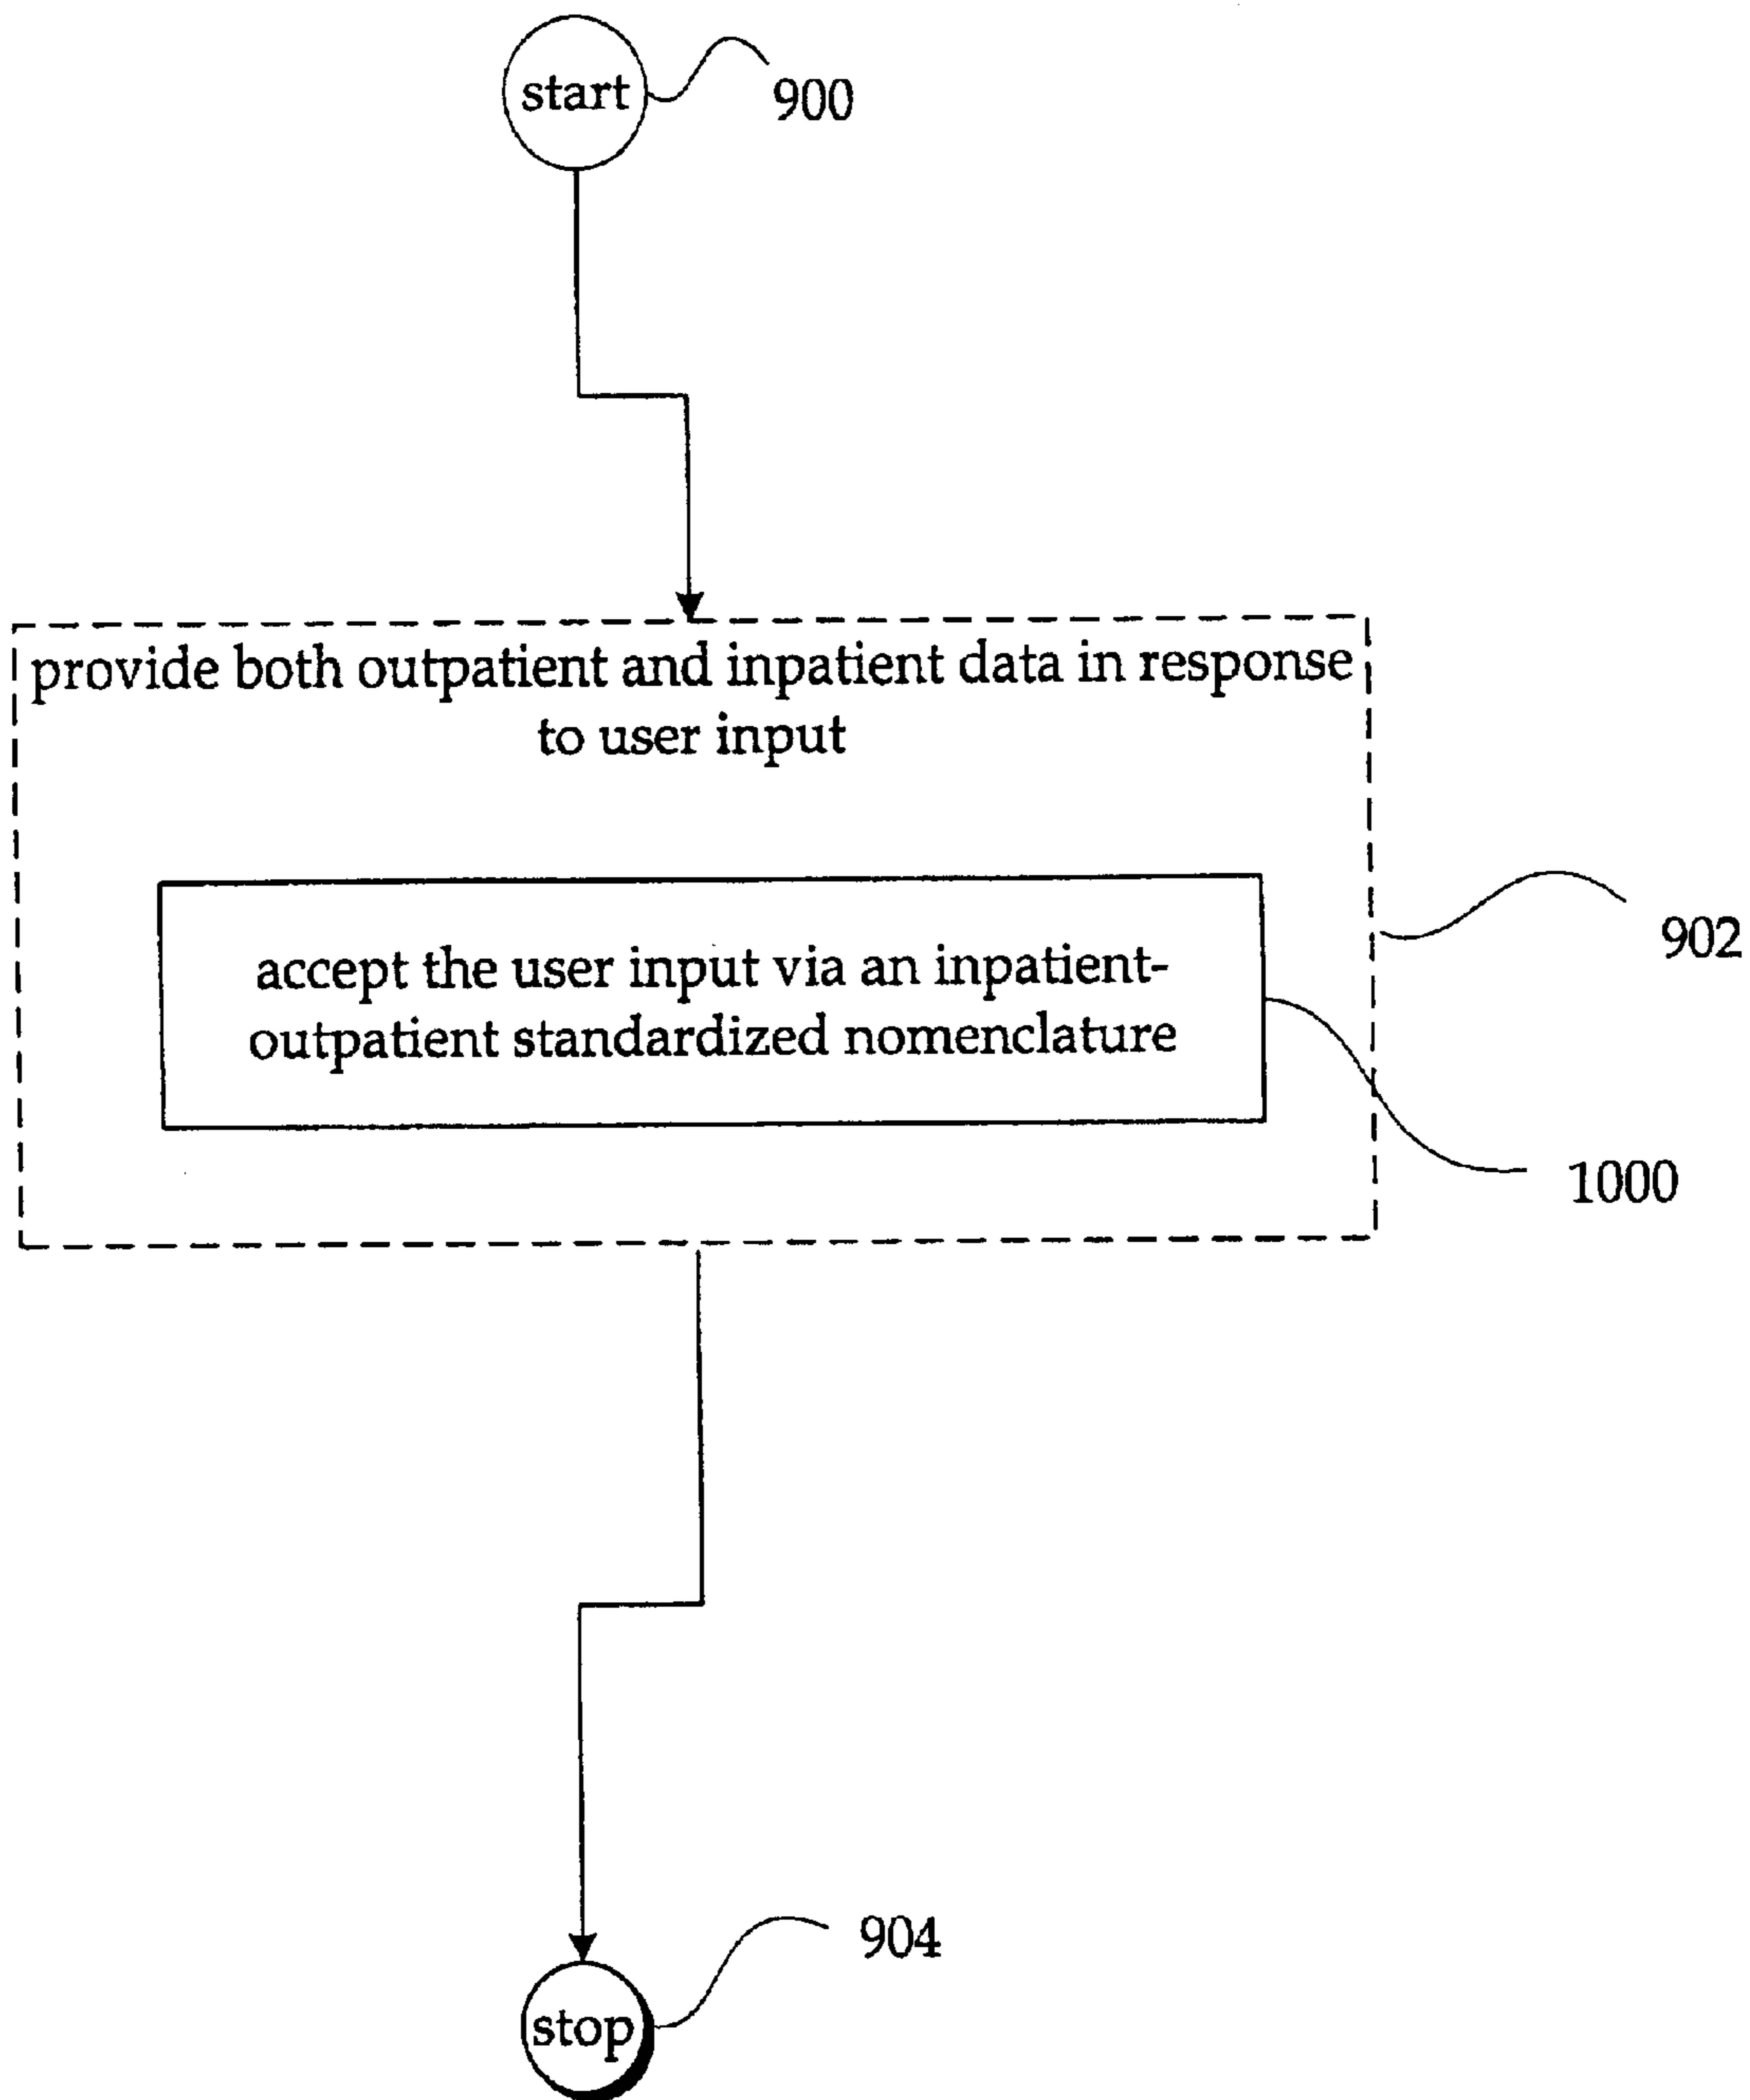 start
900
provide both outpatient and inpatient data in response
to user input
accept the user input via an inpatient-
outpatient standardized nomenclature
902
1000
904
stop